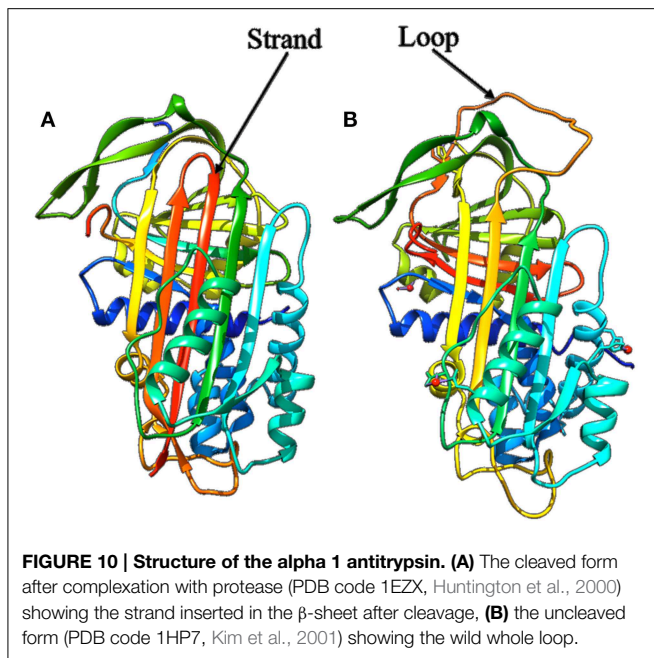 Strand
Loop
A
B
FIGURE 10 | Structure of the alpha 1 antitrypsin. (A) The cleaved form
after complexation with protease (PDB code 1EZX, Huntington et al., 2000)
showing the strand inserted in the β-sheet after cleavage, (B) the uncleaved
form (PDB code 1HP7, Kim et al., 2001) showing the wild whole loop.